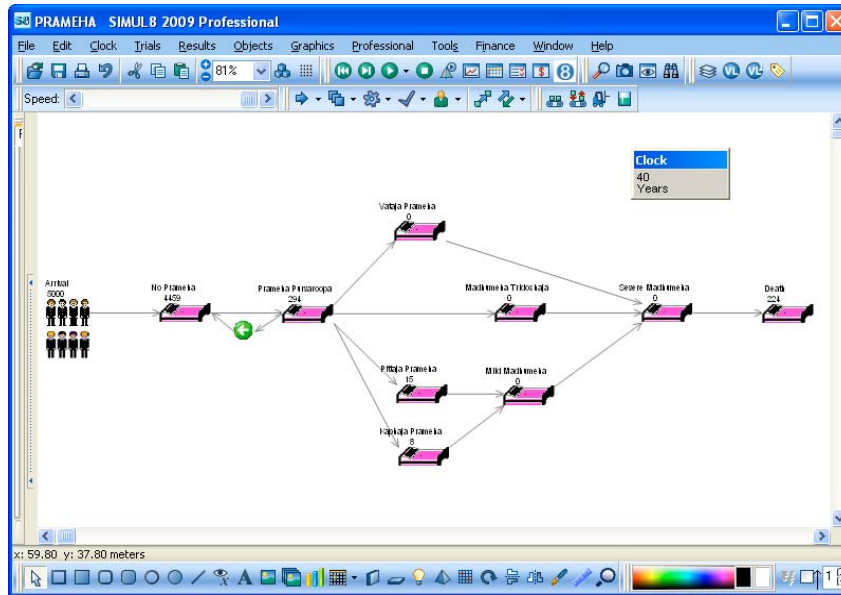 PRAMEHA SIMUL8 2009 Professional
File Edit Clock Trials Results Objects Graphics Professional Tools Finance Window Help
81%
Speed:
Clock
40
Years
Vataja Prameha
0
Arrival
5000
No Prameha
4459
Prameha Purvaroopa
294
Madhumeha Tridoshaja
0
Severe Madhumeha
0
Death
224
Pittaja Prameha
15
Mild Madhumeha
0
Kaphaja Prameha
8
x: 59.80 y: 37.80 meters
1